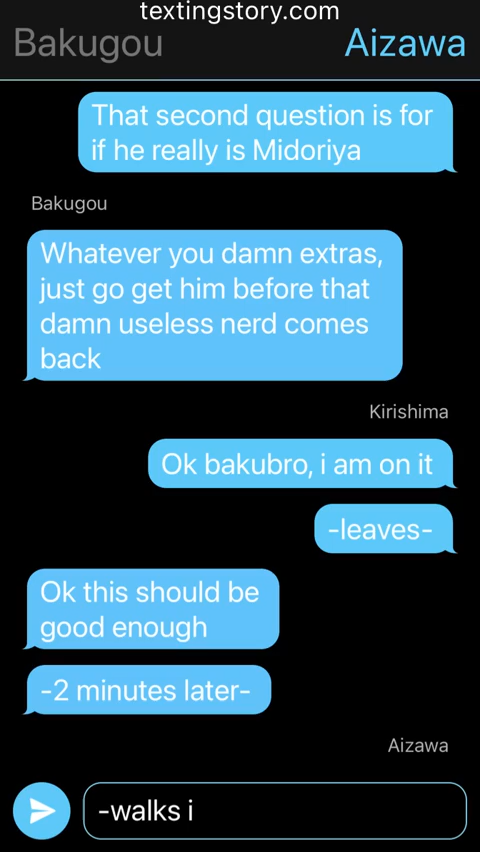 textingstory.com
Bakugou
Aizawa
That second question is for
if he really is Midoriya
Bakugou
Whatever you damn extras,
just go get him before that
damn useless nerd comes
back
Kirishima
Ok bakubro, i am on it
-leaves-
Ok this should be
good enough
-2 minutes later-
Aizawa
-walks i